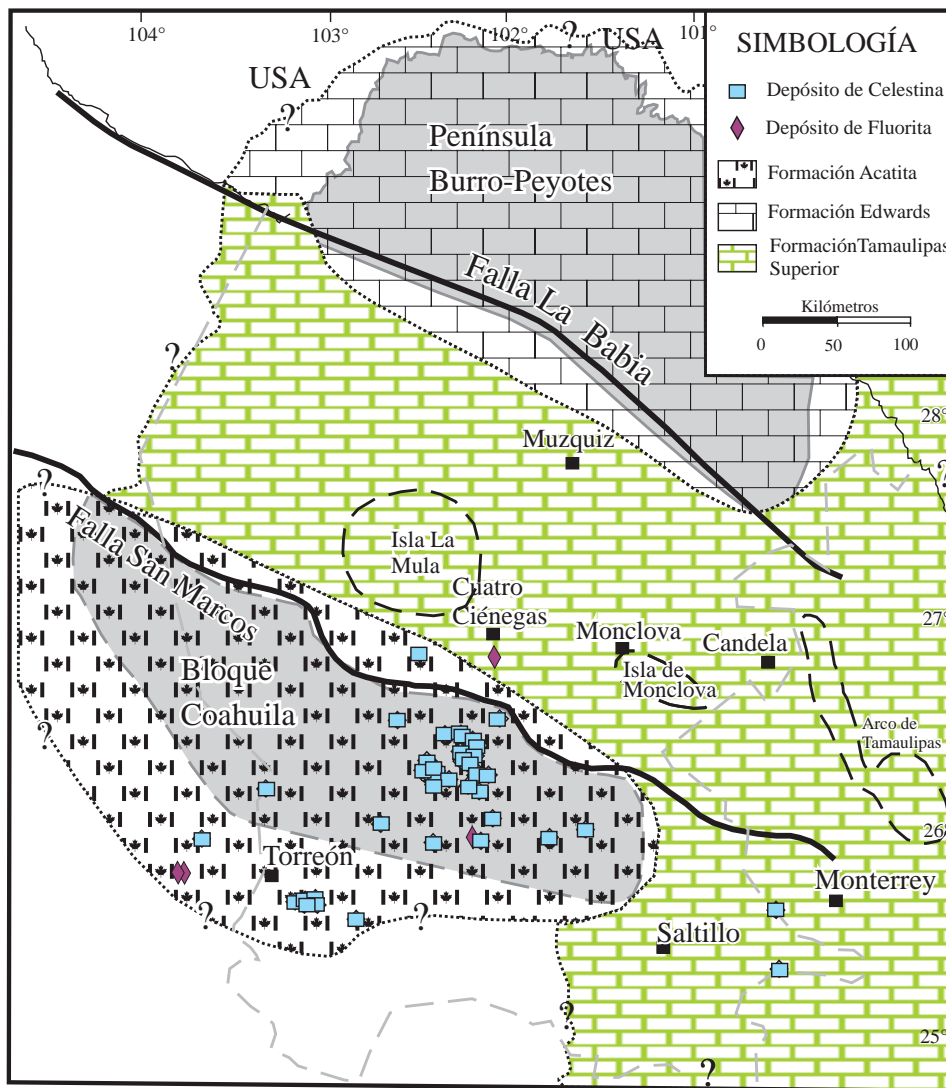 104°
103°
102°
101°
?
USA
USA
?
SIMBOLOGÍA
Depósito de Celestina
Depósito de Fluorita
Formación Acatita
Formación Edwards
FormaciónTamaulipas
Superior
Kilómetros
0 50 100
Península
Burro-Peyotes
Falla La Babia
?
28°
Muzquiz
?
?
Falla San Marcos
Isla La
Mula
Cuatro
Ciénegas
27°
Monclova
Candela
Isla de
Monclova
Bloque
Coahuila
Arco de
Tamaulipas
?
26°
Torreón
Monterrey
?
?
Saltillo
?
25°
?